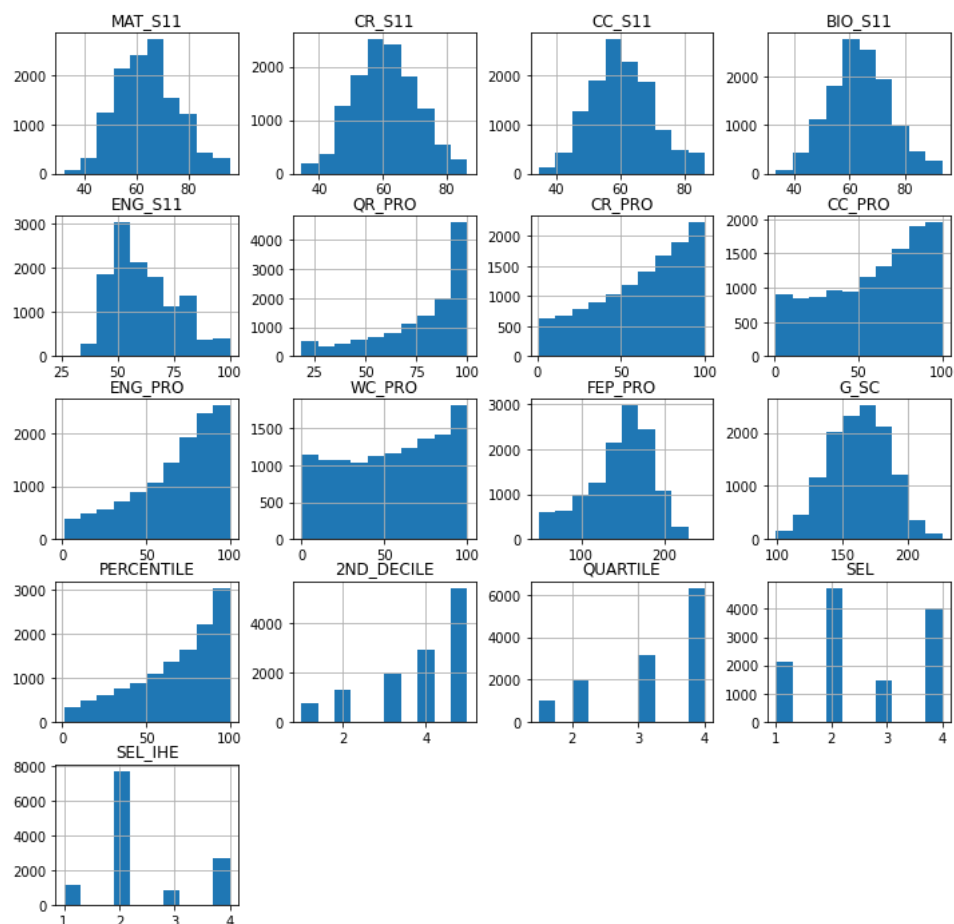 MAT_S11 CR_S11 CC_S11 BIO_S11
2000 2000 2000 2000
1000 1000 1000 1000
0 0 0 0
40 60 80 40 60 80 40 60 80 40 60 80
ENG_S11 QR_PRO CR_PRO CC_PRO
3000 4000 2000 2000
2000 3000 1500 1500
1000 2000 1000 1000
0 1000 500 500
0 0 0
25 50 75 100 20 40 60 80 100 0 50 100 0 50 100
ENG_PRO WC_PRO FEP_PRO G_SC
2000 1500 3000 2000
1000 1000 2000 1000
0 500 1000 0
0 0
0 50 100 0 50 100 100 200 100 150 200
PERCENTILE 2ND_DECILE QUARTILE SEL
3000 4000 6000 4000
2000 2000 4000 3000
1000 0 2000 2000
0 0 1000
0
0 50 100 2 4 2 3 4 1 2 3 4
SEL_IHE
8000
6000
4000
2000
0
1 2 3 4